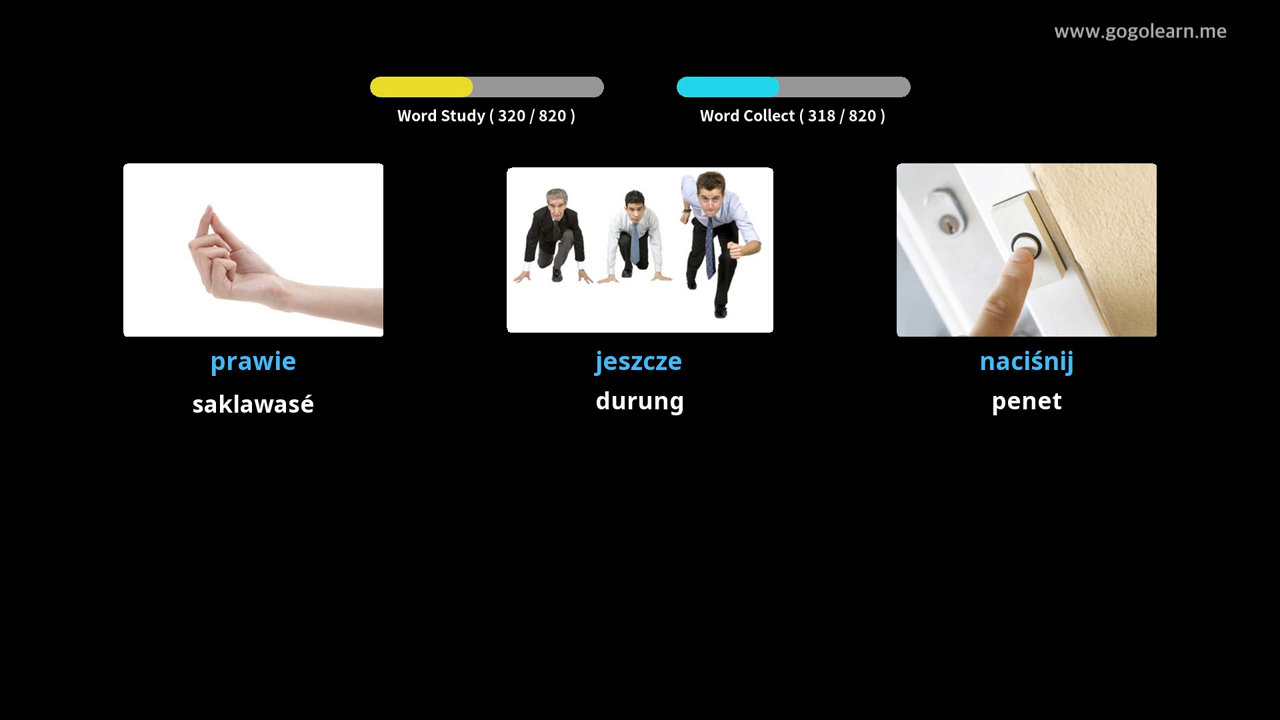 www.gogolearn.me
Word Study ( 320 / 820 )
Word Collect ( 318 / 820 )
prawie
saklawasé
jeszcze
durung
naciśnij
penet